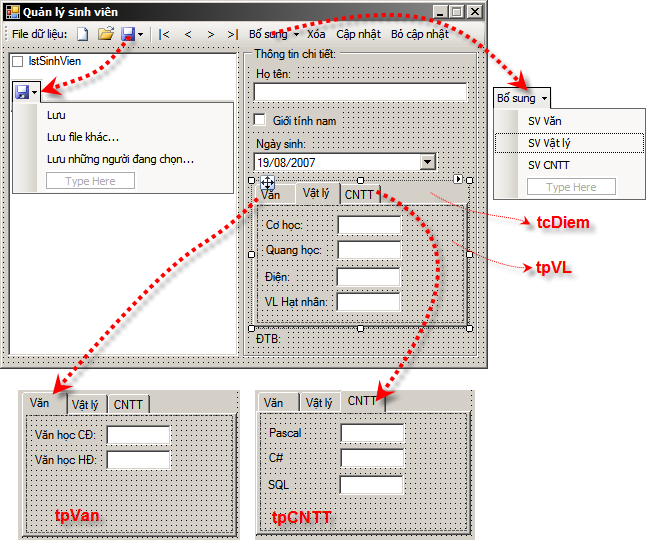 Quản lý sinh viên
File dữ liệu: |< < > >| Bổ sung Xóa Cập nhật Bỏ cập nhật
lstSinhVien
Lưu
Lưu file khác...
Lưu những người đang chọn...
Type Here
Thông tin chi tiết:
Họ tên:
Giới tính nam
Ngày sinh:
19/08/2007
Văn Vật lý CNTT
Cơ học:
Quang học:
Điện:
VL Hạt nhân:
ĐTB:
Bổ sung
SV Văn
SV Vật lý
SV CNTT
Type Here
tcDiem
tpVL
Văn Vật lý CNTT
Văn học CĐ:
Văn học HĐ:
tpVan
Văn Vật lý CNTT
Pascal
C#
SQL
tpCNTT